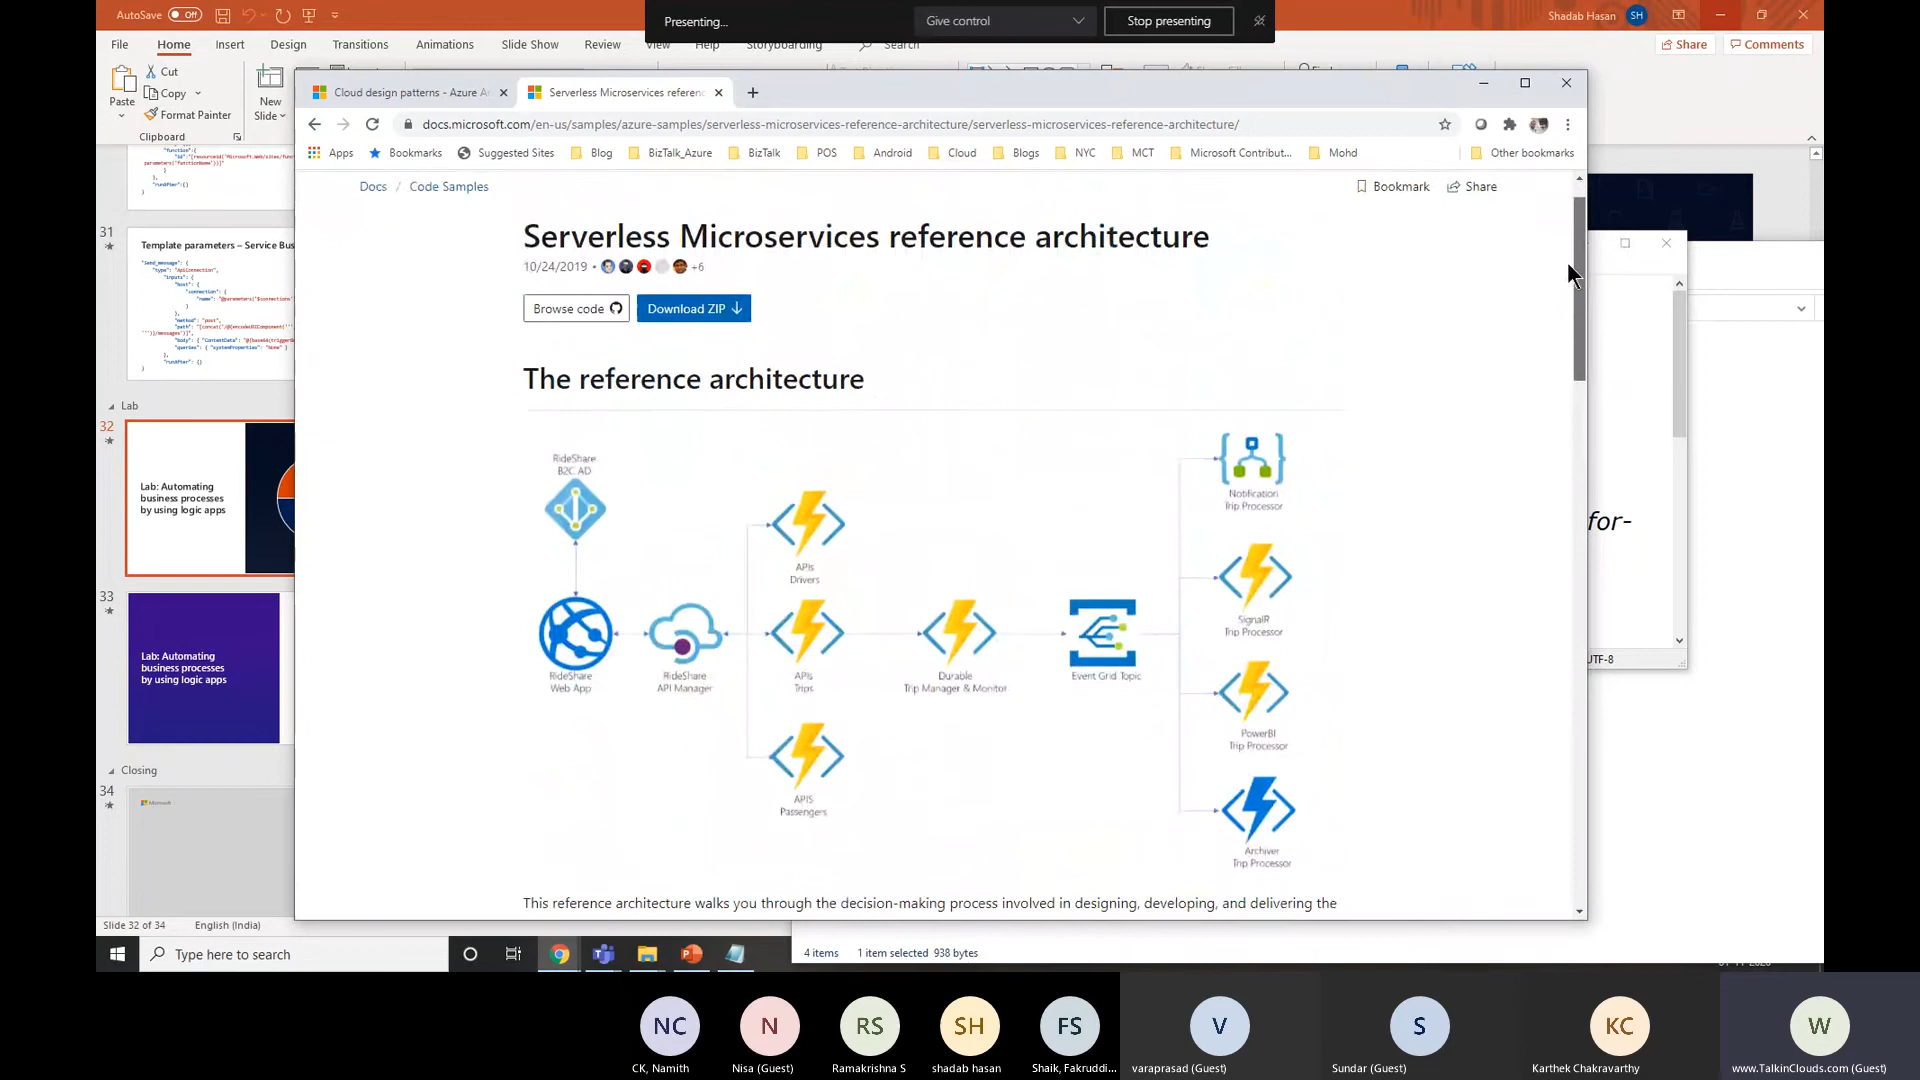 AutoSave Off
Presenting...
Give control
Stop presenting
Shadab Hasan
SH
File Home Insert Design Transitions Animations Slide Show Review View Help Storyboarding Search
Share Comments
Paste
Cut
Copy
Format Painter
Clipboard
New
Slide
Cloud design patterns - Azure A
Serverless Microservices referenc
docs.microsoft.com/en-us/samples/azure-samples/serverless-microservices-reference-architecture/serverless-microservices-reference-architecture/
Apps Bookmarks Suggested Sites Blog BizTalk_Azure BizTalk POS Android Cloud Blogs NYC MCT Microsoft Contribut... Mohd Other bookmarks
Docs / Code Samples
Bookmark Share
Serverless Microservices reference architecture
10/24/2019 • +6
Browse code
Download ZIP
The reference architecture
RideShare
B2C AD
RideShare
Web App
RideShare
API Manager
APIs
Drivers
APIs
Trips
APIS
Passengers
Durable
Trip Manager & Monitor
Event Grid Topic
Notification
Trip Processor
SignalR
Trip Processor
PowerBI
Trip Processor
Archiver
Trip Processor
This reference architecture walks you through the decision-making process involved in designing, developing, and delivering the
31
Template parameters – Service Bus
Lab
32
Lab: Automating
business processes
by using logic apps
33
Lab: Automating
business processes
by using logic apps
Closing
34
Microsoft
for-
UTF-8
Slide 32 of 34
English (India)
4 items 1 item selected 938 bytes
Type here to search
NC
N
RS
SH
FS
V
S
KC
W
CK, Namith
Nisa (Guest)
Ramakrishna S
shadab hasan
Shaik, Fakruddi...
varaprasad (Guest)
Sundar (Guest)
Karthek Chakravarthy
www.TalkinClouds.com (Guest)